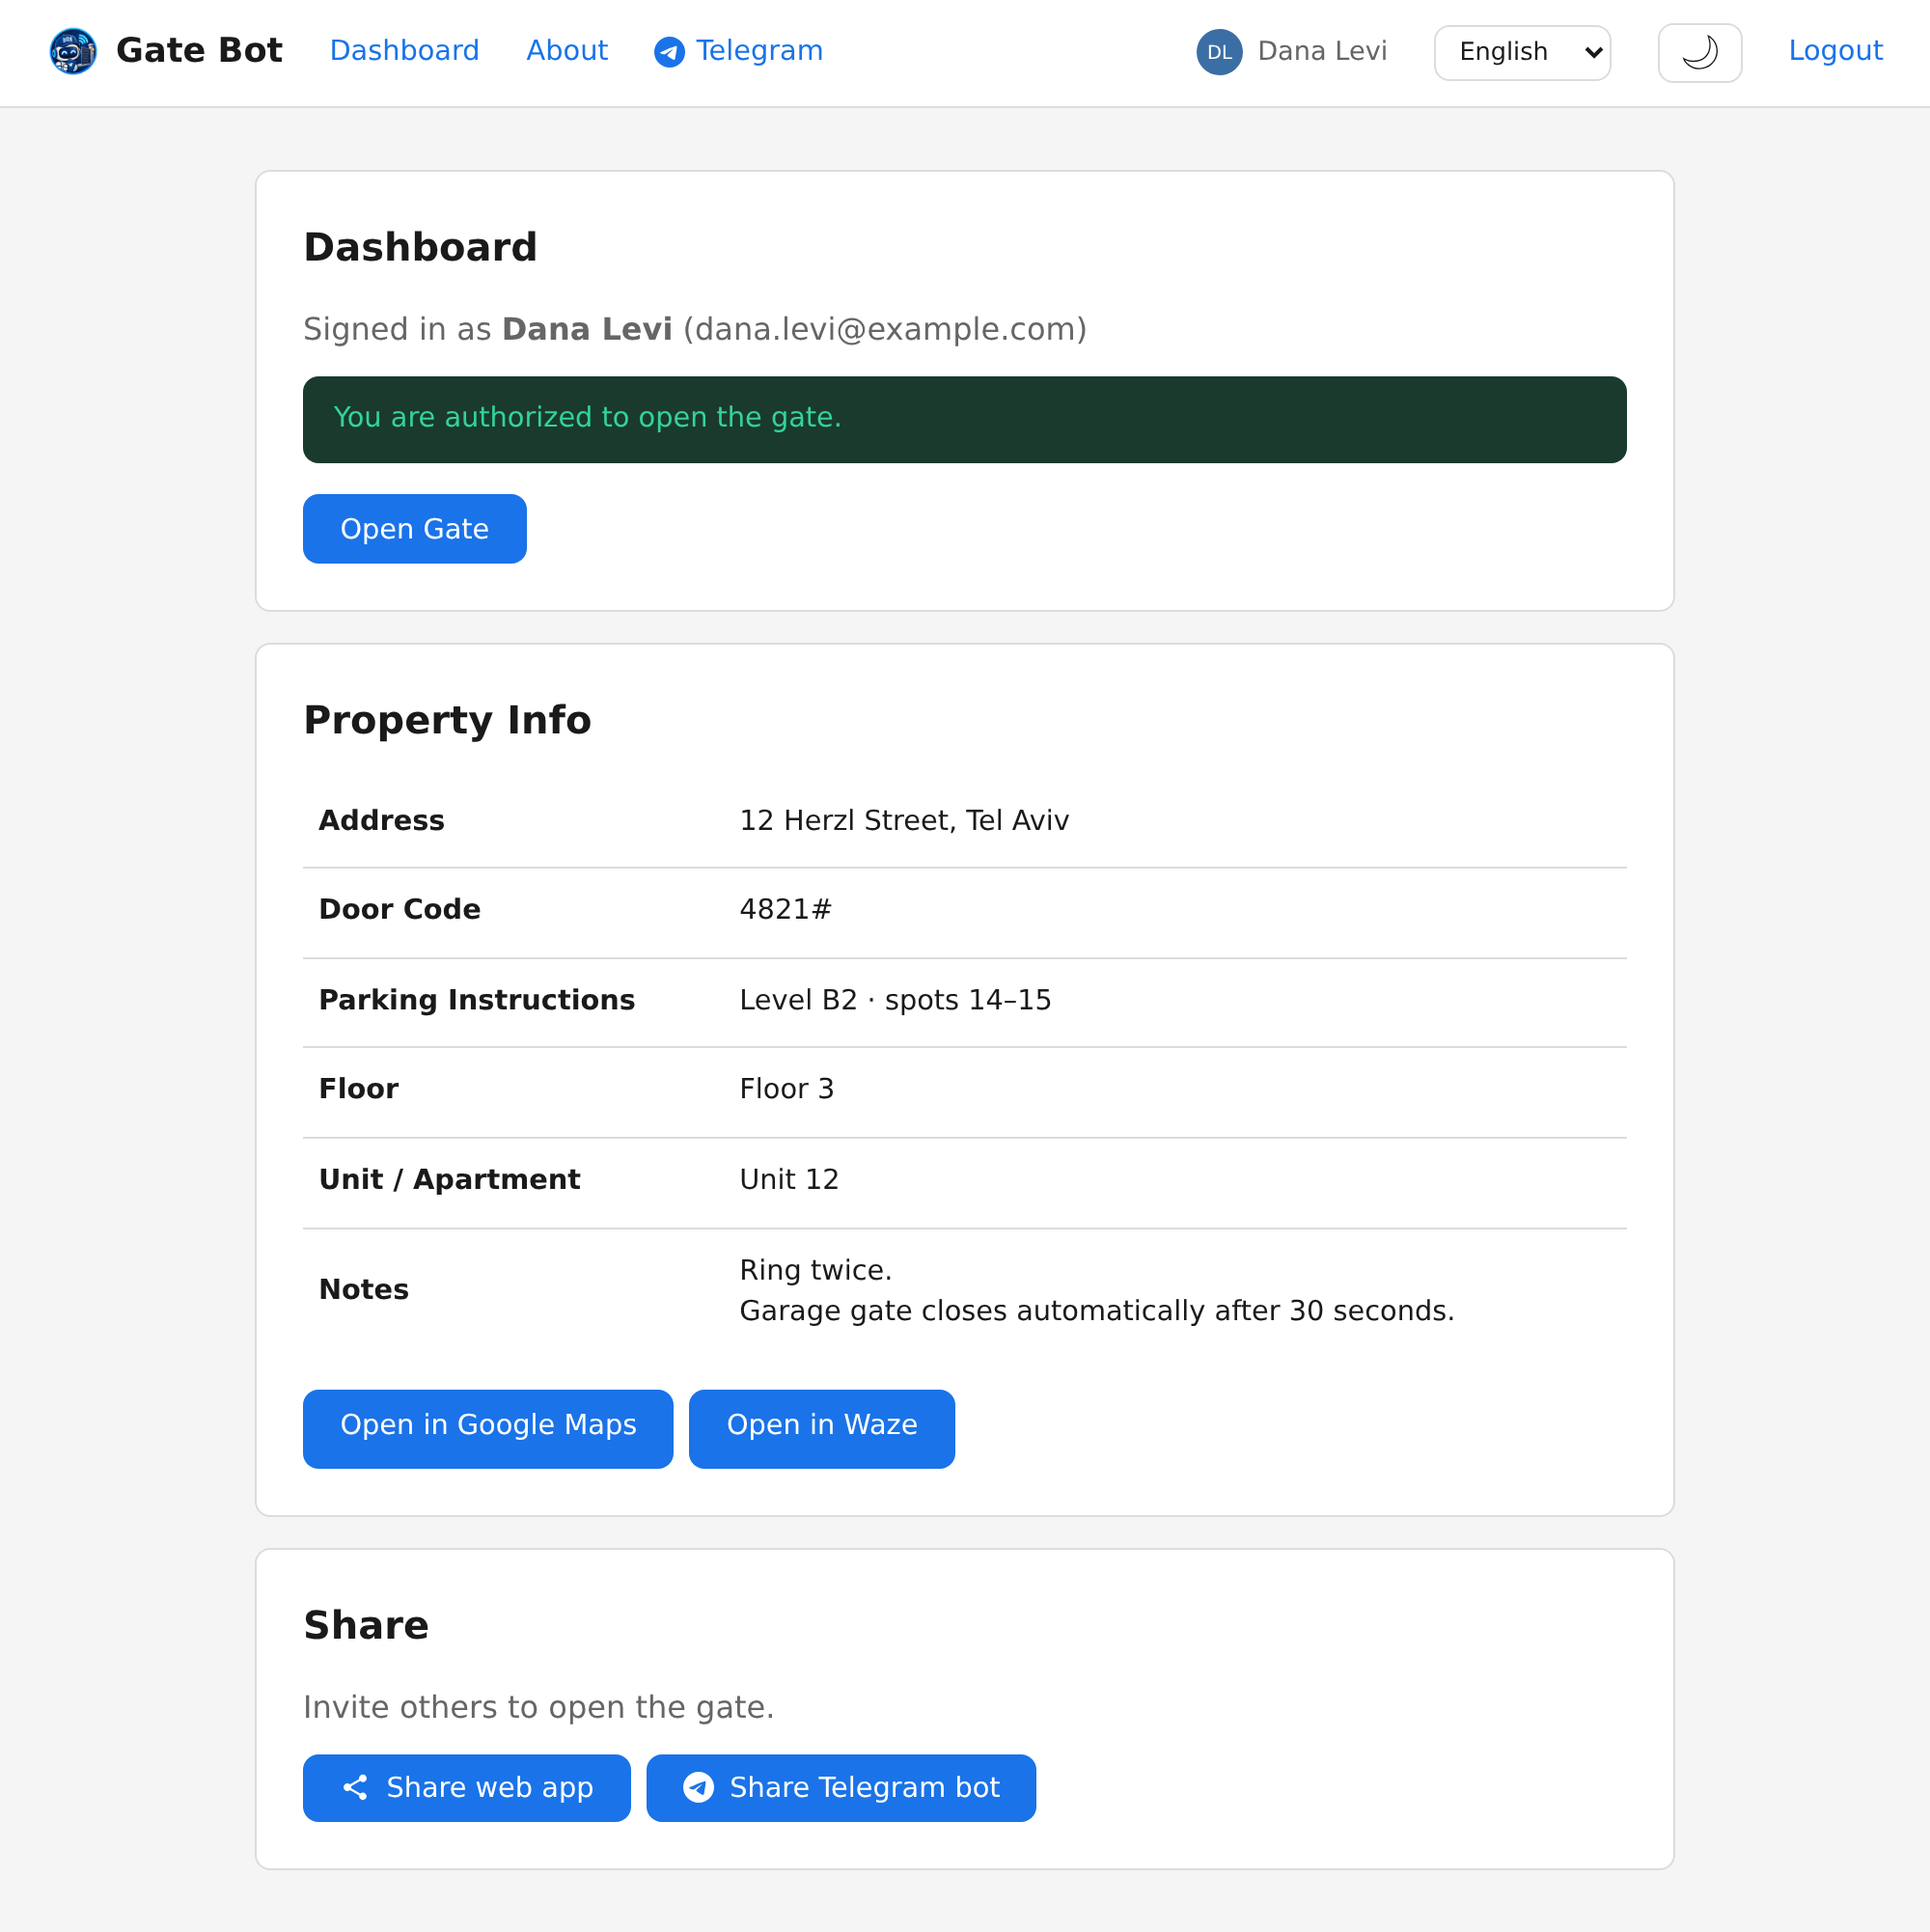 Gate Bot Dashboard About Telegram DL Dana Levi English Logout
Dashboard
Signed in as Dana Levi (dana.levi@example.com)
You are authorized to open the gate.
Open Gate
Property Info
Address 12 Herzl Street, Tel Aviv
Door Code 4821#
Parking Instructions Level B2 · spots 14–15
Floor Floor 3
Unit / Apartment Unit 12
Notes Ring twice.
Garage gate closes automatically after 30 seconds.
Open in Google Maps Open in Waze
Share
Invite others to open the gate.
Share web app Share Telegram bot